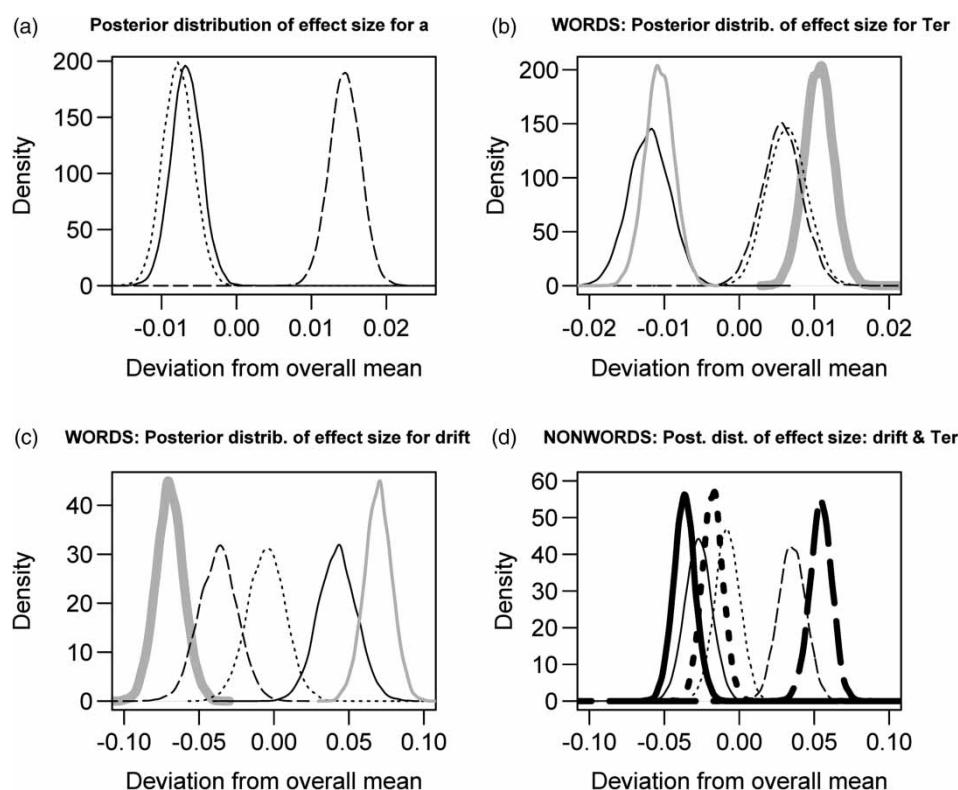 (a) Posterior distribution of effect size for a
200
150
100
50
0
Density
-0.01 0.00 0.01 0.02
Deviation from overall mean
(b) WORDS: Posterior distrib. of effect size for Ter
200
150
100
50
0
Density
-0.02 -0.01 0.00 0.01 0.02
Deviation from overall mean
(c) WORDS: Posterior distrib. of effect size for drift
40
30
20
10
0
Density
-0.10 -0.05 0.00 0.05 0.10
Deviation from overall mean
(d) NONWORDS: Post. dist. of effect size: drift & Ter
60
50
40
30
20
10
0
Density
-0.10 -0.05 0.00 0.05 0.10
Deviation from overall mean